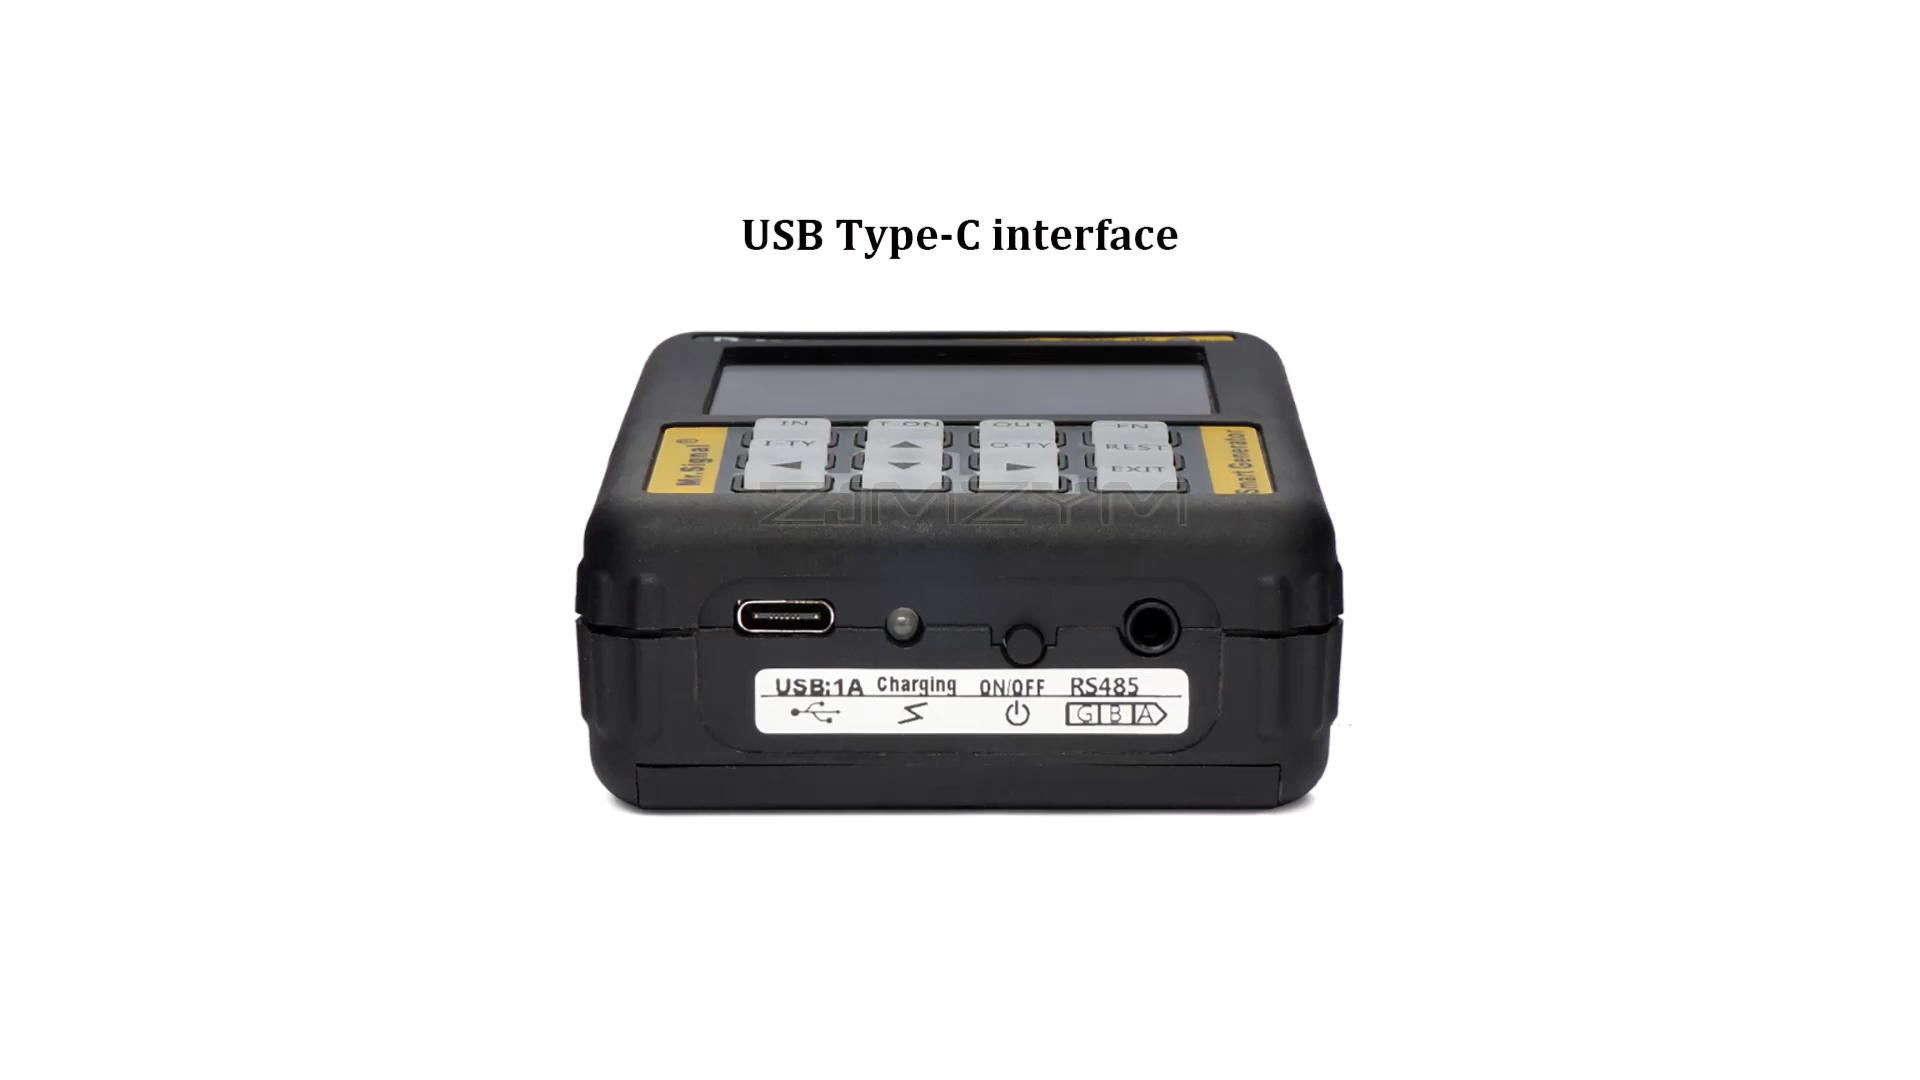 USB Type-C interface
IN T-ON OUT FN
I-TY O-TY REST
EXIT
Mr.Signal®
Smart Generator
ZJMZYM
USB:1A Charging ON/OFF RS485
G B A